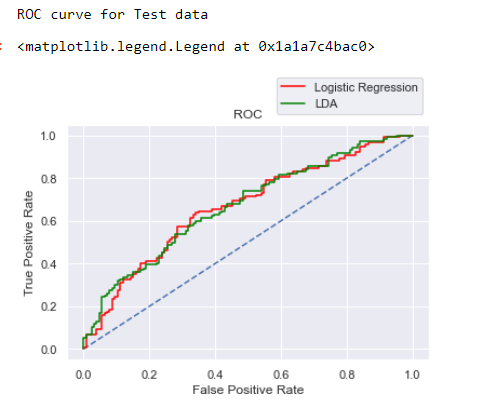 ROC curve for Test data
<matplotlib.legend.Legend at 0x1a1a7c4bac0>
Logistic Regression
LDA
ROC
1.0
0.8
0.6
0.4
0.2
0.0
True Positive Rate
0.0 0.2 0.4 0.6 0.8 1.0
False Positive Rate